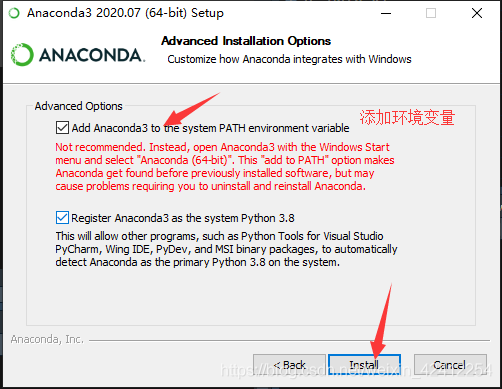 Anaconda3 2020.07 (64-bit) Setup
ANACONDA.
Advanced Installation Options
Customize how Anaconda integrates with Windows
Advanced Options
Add Anaconda3 to the system PATH environment variable
添加环境变量
Not recommended. Instead, open Anaconda3 with the Windows Start
menu and select "Anaconda (64-bit)". This "add to PATH" option makes
Anaconda get found before previously installed software, but may
cause problems requiring you to uninstall and reinstall Anaconda.
Register Anaconda3 as the system Python 3.8
This will allow other programs, such as Python Tools for Visual Studio
PyCharm, Wing IDE, PyDev, and MSI binary packages, to automatically
detect Anaconda as the primary Python 3.8 on the system.
Anaconda, Inc.
< Back
Install
Cancel